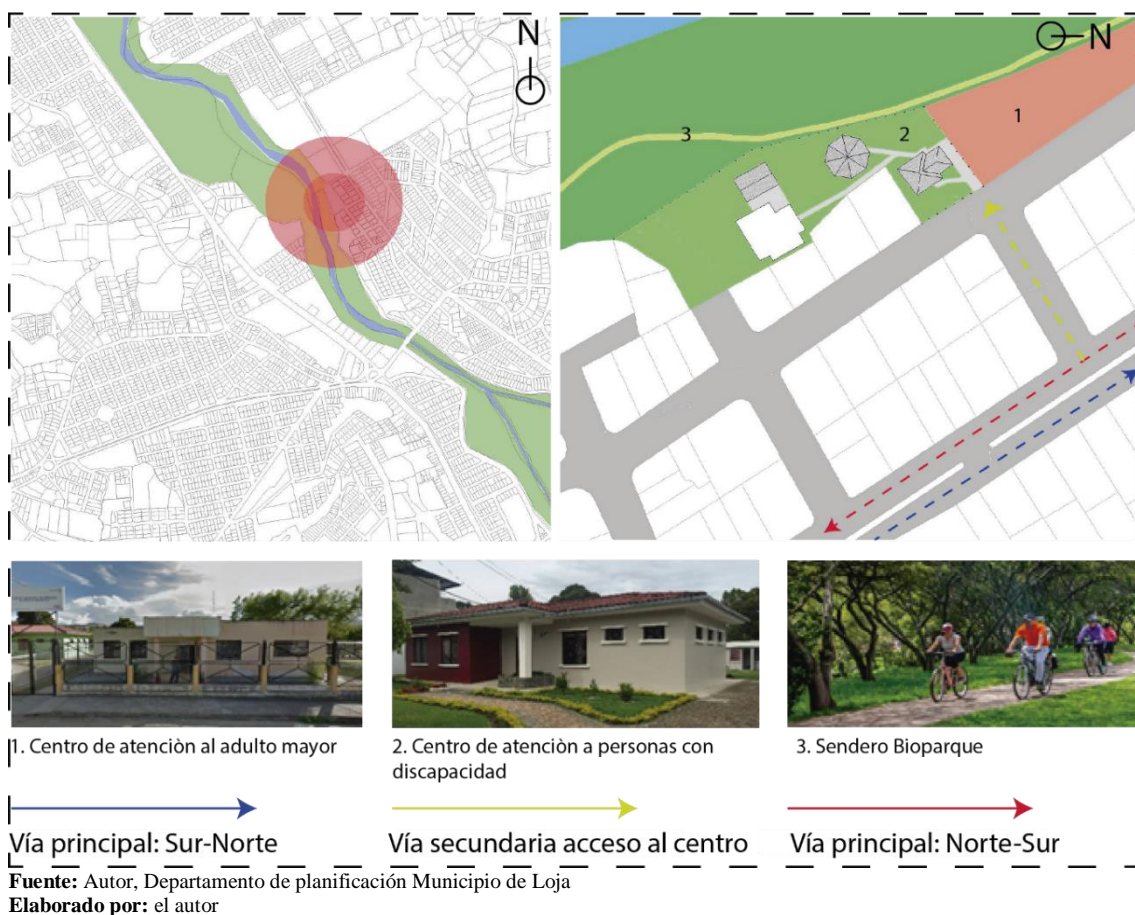 N
N
1
2
3
1. Centro de atenciòn al adulto mayor
2. Centro de atenciòn a personas con
discapacidad
3. Sendero Bioparque
Vía principal: Sur-Norte
Vía secundaria acceso al centro
Vía principal: Norte-Sur
Fuente: Autor, Departamento de planificación Municipio de Loja
Elaborado por: el autor